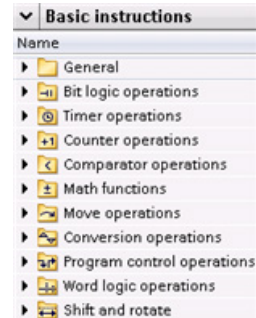 Basic instructions
Name
General
Bit logic operations
Timer operations
+1 Counter operations
Comparator operations
Math functions
Move operations
Conversion operations
Program control operations
Word logic operations
Shift and rotate